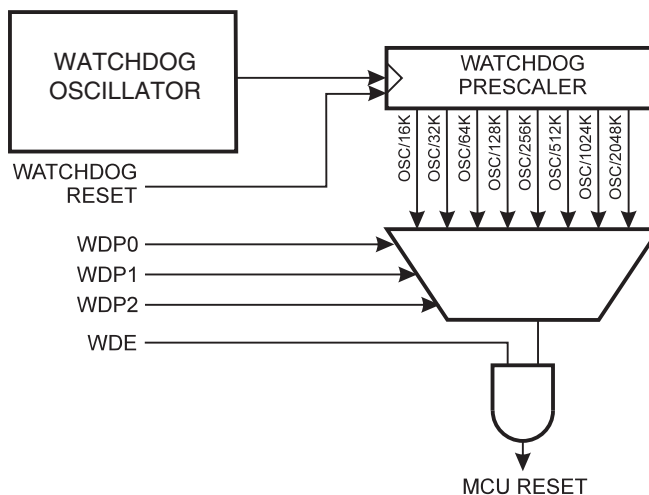 WATCHDOG
OSCILLATOR
WATCHDOG
PRESCALER
OSC/16K
OSC/32K
OSC/64K
OSC/128K
OSC/256K
OSC/512K
OSC/1024K
OSC/2048K
WATCHDOG
RESET
WDP0
WDP1
WDP2
WDE
MCU RESET